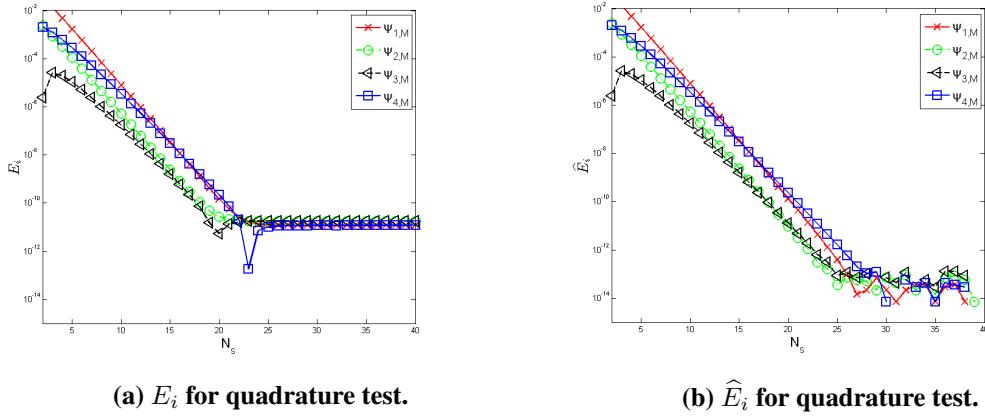 10^-2
10^-4
10^-6
10^-8
10^-10
10^-12
10^-14
E_i
5 10 15 20 25 30 35 40
N_s
Ψ_1,M
Ψ_2,M
Ψ_3,M
Ψ_4,M
(a) E_i for quadrature test.
10^-2
10^-4
10^-6
10^-8
10^-10
10^-12
10^-14
Ê_i
5 10 15 20 25 30 35 40
N_s
Ψ_1,M
Ψ_2,M
Ψ_3,M
Ψ_4,M
(b) Ê_i for quadrature test.